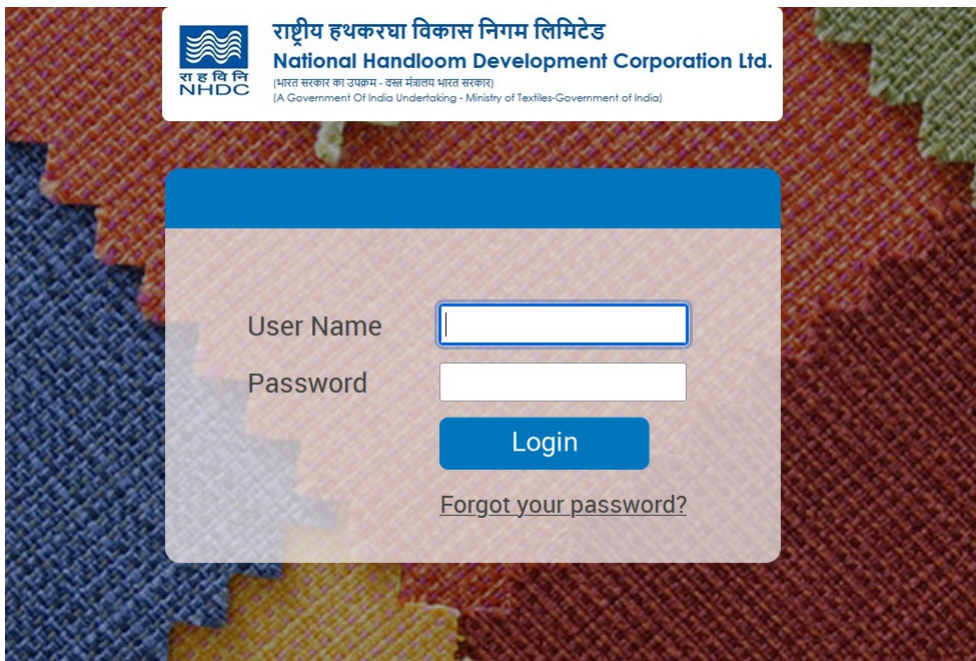 राष्ट्रीय हथकरघा विकास निगम लिमिटेड
National Handloom Development Corporation Ltd.
रा ह वि नि
NHDC
(भारत सरकार का उपक्रम - वस्त्र मंत्रालय भारत सरकार)
(A Government Of India Undertaking - Ministry of Textiles-Government of India)
User Name
Password
Login
Forgot your password?